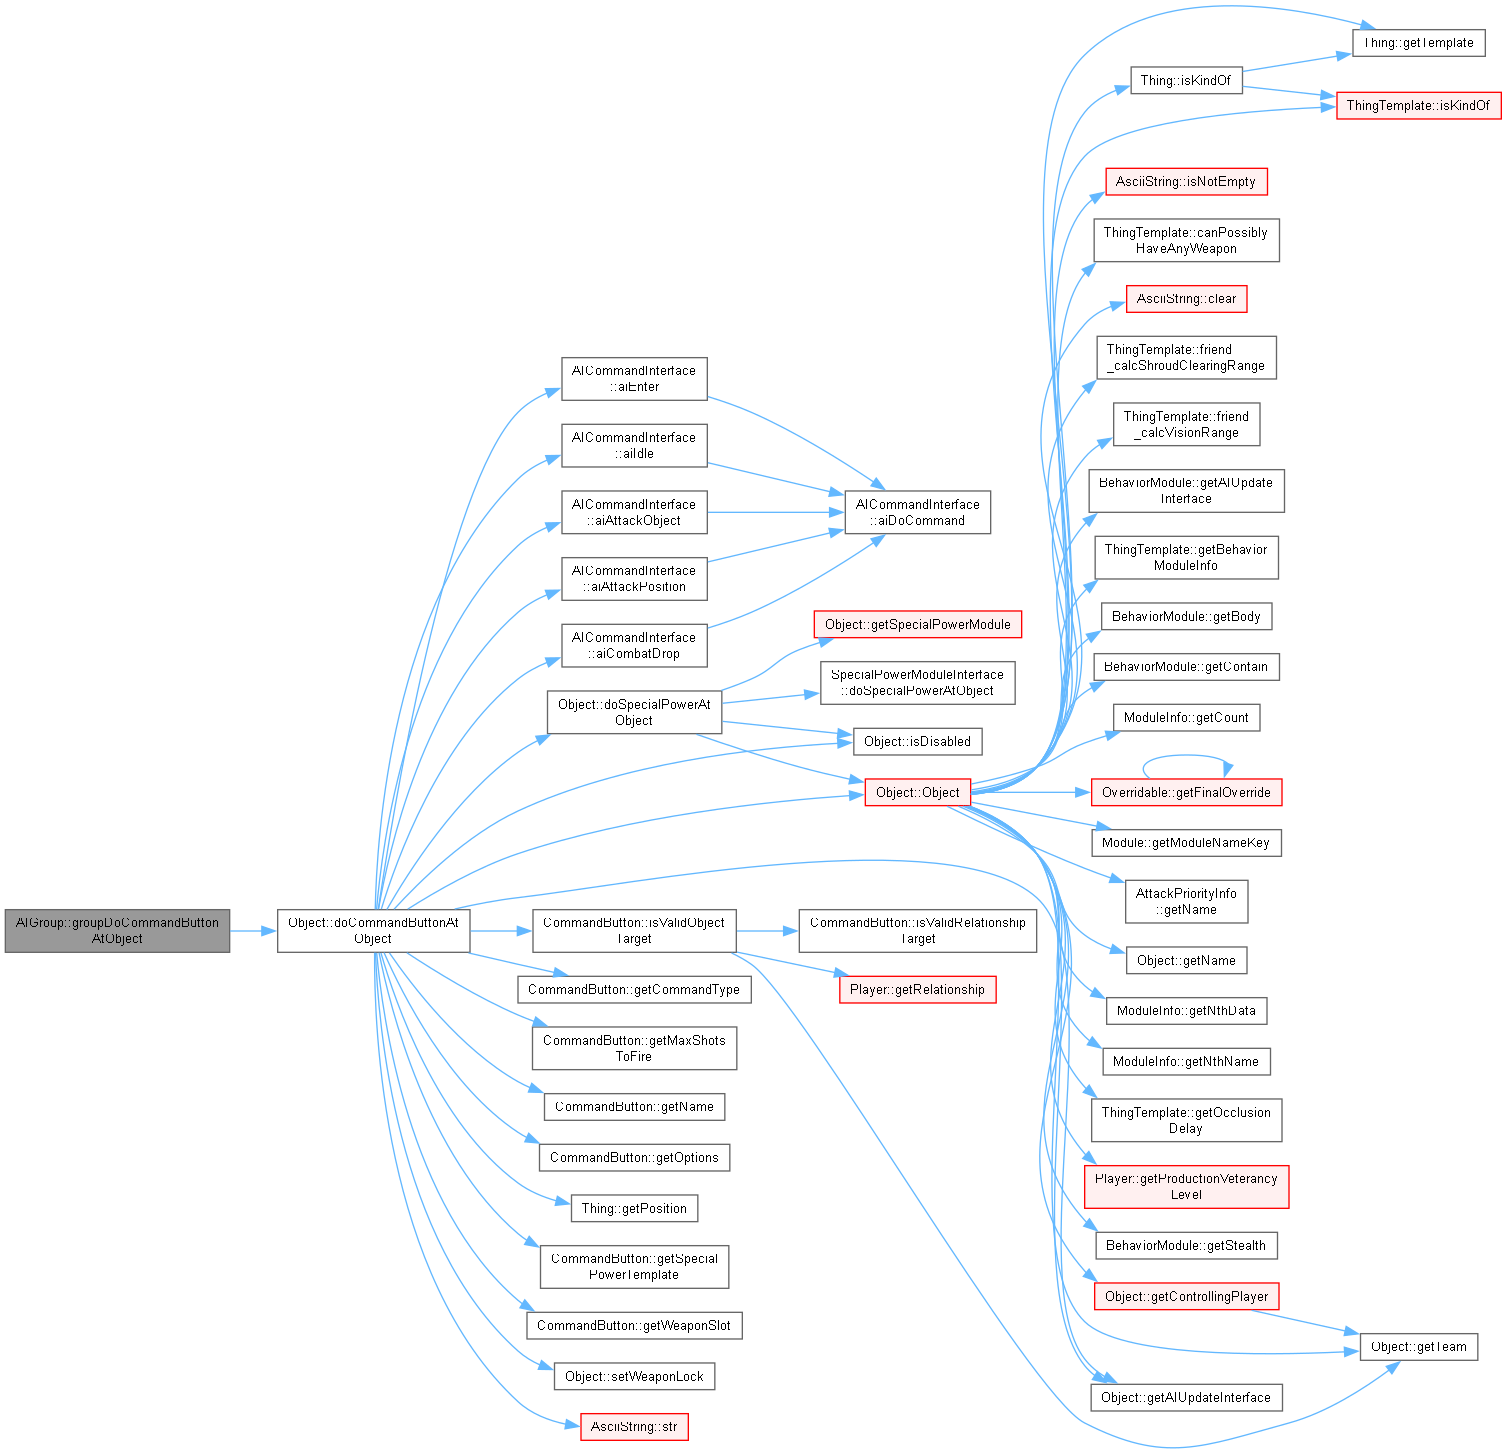 AIGroup::groupDoCommandButton
AtObject
Object::doCommandButtonAt
Object
AICommandInterface
::aiEnter
AICommandInterface
::aiIdle
AICommandInterface
::aiAttackObject
AICommandInterface
::aiAttackPosition
AICommandInterface
::aiCombatDrop
Object::doSpecialPowerAt
Object
CommandButton::isValidObject
Target
CommandButton::getCommandType
CommandButton::getMaxShots
ToFire
CommandButton::getName
CommandButton::getOptions
Thing::getPosition
CommandButton::getSpecial
PowerTemplate
CommandButton::getWeaponSlot
Object::setWeaponLock
AsciiString::str
AICommandInterface
::aiDoCommand
Object::getSpecialPowerModule
SpecialPowerModuleInterface
::doSpecialPowerAtObject
Object::isDisabled
Object::Object
CommandButton::isValidRelationship
Target
Player::getRelationship
Thing::isKindOf
AsciiString::isNotEmpty
ThingTemplate::canPossibly
HaveAnyWeapon
AsciiString::clear
ThingTemplate::friend
_calcShroudClearingRange
ThingTemplate::friend
_calcVisionRange
BehaviorModule::getAIUpdate
Interface
ThingTemplate::getBehavior
ModuleInfo
BehaviorModule::getBody
BehaviorModule::getContain
ModuleInfo::getCount
Overridable::getFinalOverride
Module::getModuleNameKey
AttackPriorityInfo
::getName
Object::getName
ModuleInfo::getNthData
ModuleInfo::getNthName
ThingTemplate::getOcclusion
Delay
Player::getProductionVeterancy
Level
BehaviorModule::getStealth
Object::getControllingPlayer
Object::getAIUpdateInterface
Thing::getTemplate
ThingTemplate::isKindOf
Object::getTeam